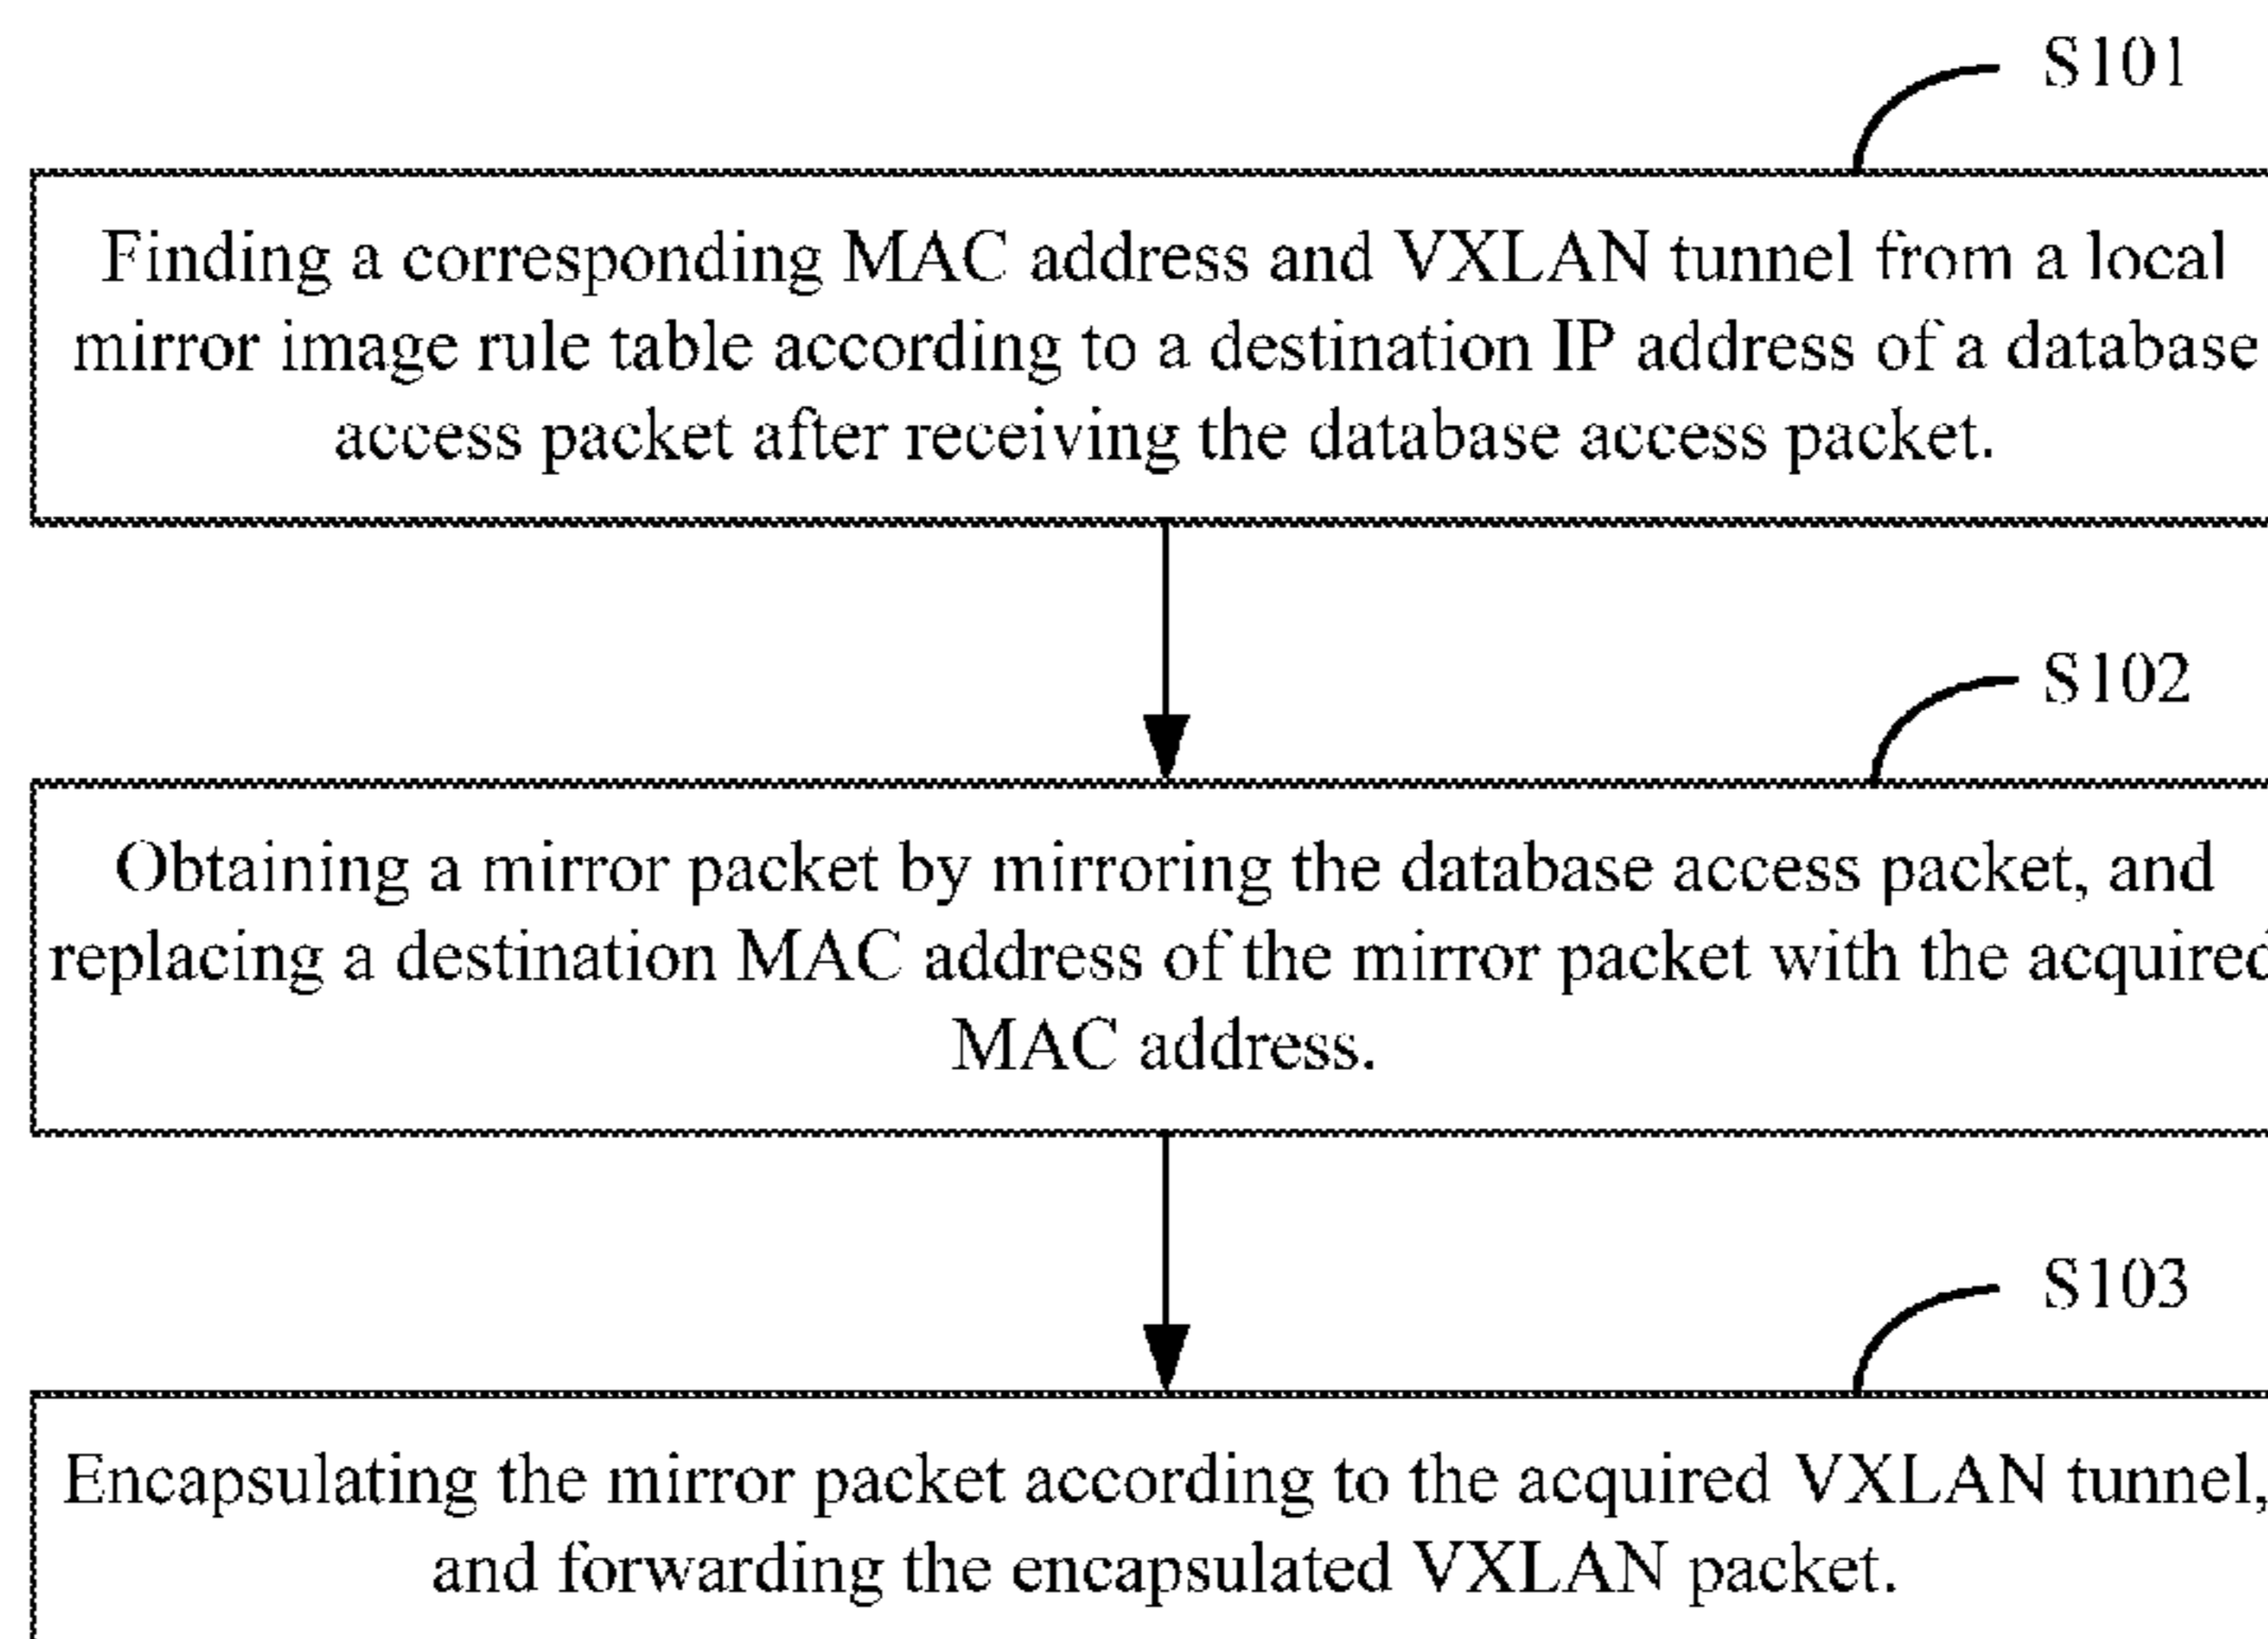 S101
Finding a corresponding MAC address and VXLAN tunnel from a local
mirror image rule table according to a destination IP address of a database
access packet after receiving the database access packet.
S102
Obtaining a mirror packet by mirroring the database access packet, and
replacing a destination MAC address of the mirror packet with the acquired
MAC address.
S103
Encapsulating the mirror packet according to the acquired VXLAN tunnel,
and forwarding the encapsulated VXLAN packet.